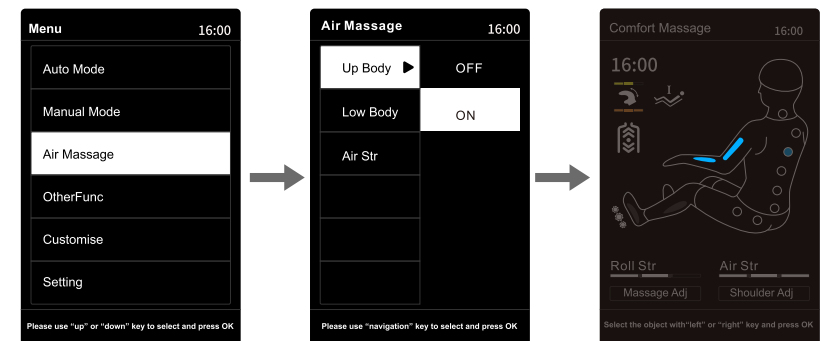 Menu 16:00
Auto Mode
Manual Mode
Air Massage
OtherFunc
Customise
Setting
Please use “up” or “down” key to select and press OK
Air Massage 16:00
Up Body OFF
Low Body ON
Air Str
Please use “navigation” key to select and press OK
Comfort Massage 16:00
16:00
I
Roll Str Air Str
Massage Adj Shoulder Adj
Select the object with“left” or “right” key and press OK